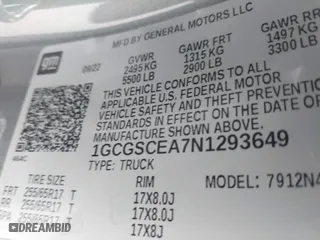 MFD BY GENERAL MOTORS LLC
GM
09/22 GVWR GAWR FRT GAWR RR
2495 KG 1315 KG 1497 KG
5500 LB 2900 LB 3300 LB
THIS VEHICLE CONFORMS TO ALL
APPLICABLE U.S. FEDERAL MOTOR
VEHICLE SAFETY AND THEFT PREVENTION
STANDARDS IN EFFECT ON THE DATE OF
MANUFACTURE SHOWN ABOVE.
1GCGSCEA7N1293649
464C TYPE: TRUCK
7912N4
TIRE SIZE RIM
FRT 255/65R17 T 17X8.0J
RR 255/65R17 T 17X8.0J
SPA T 17X8J
DREAMBID